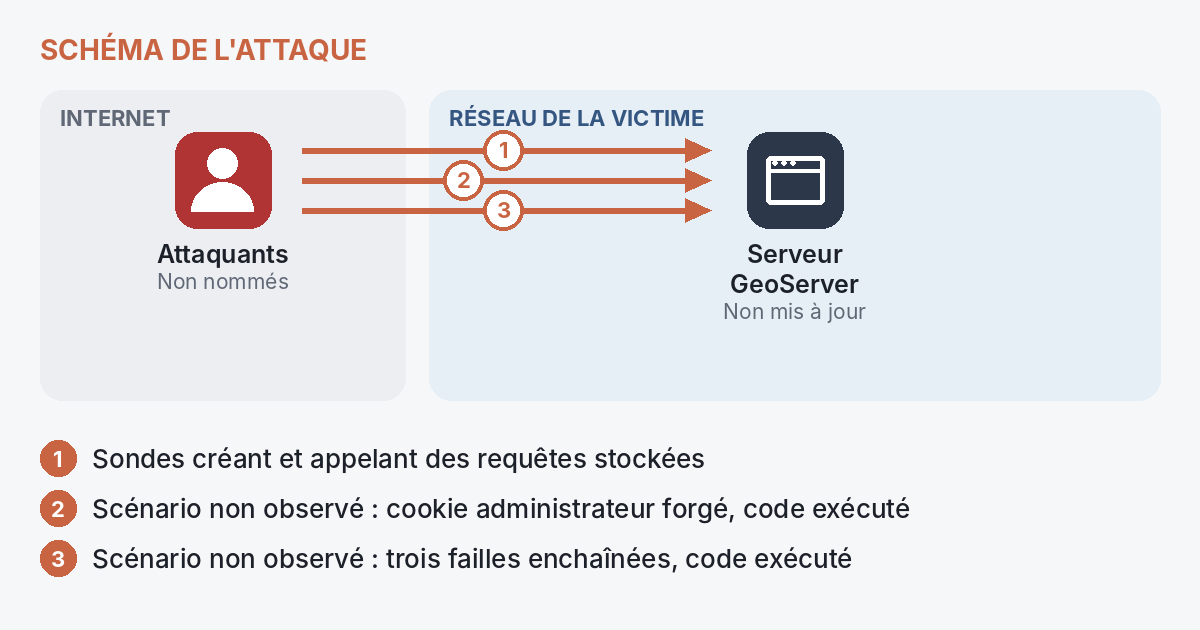 SCHÉMA DE L'ATTAQUE
INTERNET
RÉSEAU DE LA VICTIME
1
2
3
Attaquants
Non nommés
Serveur
GeoServer
Non mis à jour
1 Sondes créant et appelant des requêtes stockées
2 Scénario non observé : cookie administrateur forgé, code exécuté
3 Scénario non observé : trois failles enchaînées, code exécuté